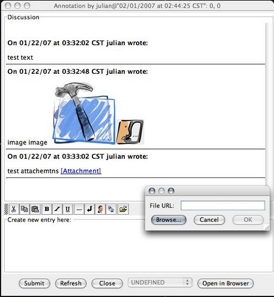 Annotation by julian@"02/01/2007 at 02:44:25 CST": 0, 0
Discussion
On 01/22/07 at 03:32:02 CST julian wrote:
test text
On 01/22/07 at 03:32:48 CST julian wrote:
image image
On 01/22/07 at 03:33:02 CST julian wrote:
test attachemtns [Attachment]
File URL:
Browse... Cancel OK
B I U
Create new entry here:
Submit Refresh Close UNDEFINED Open in Browser